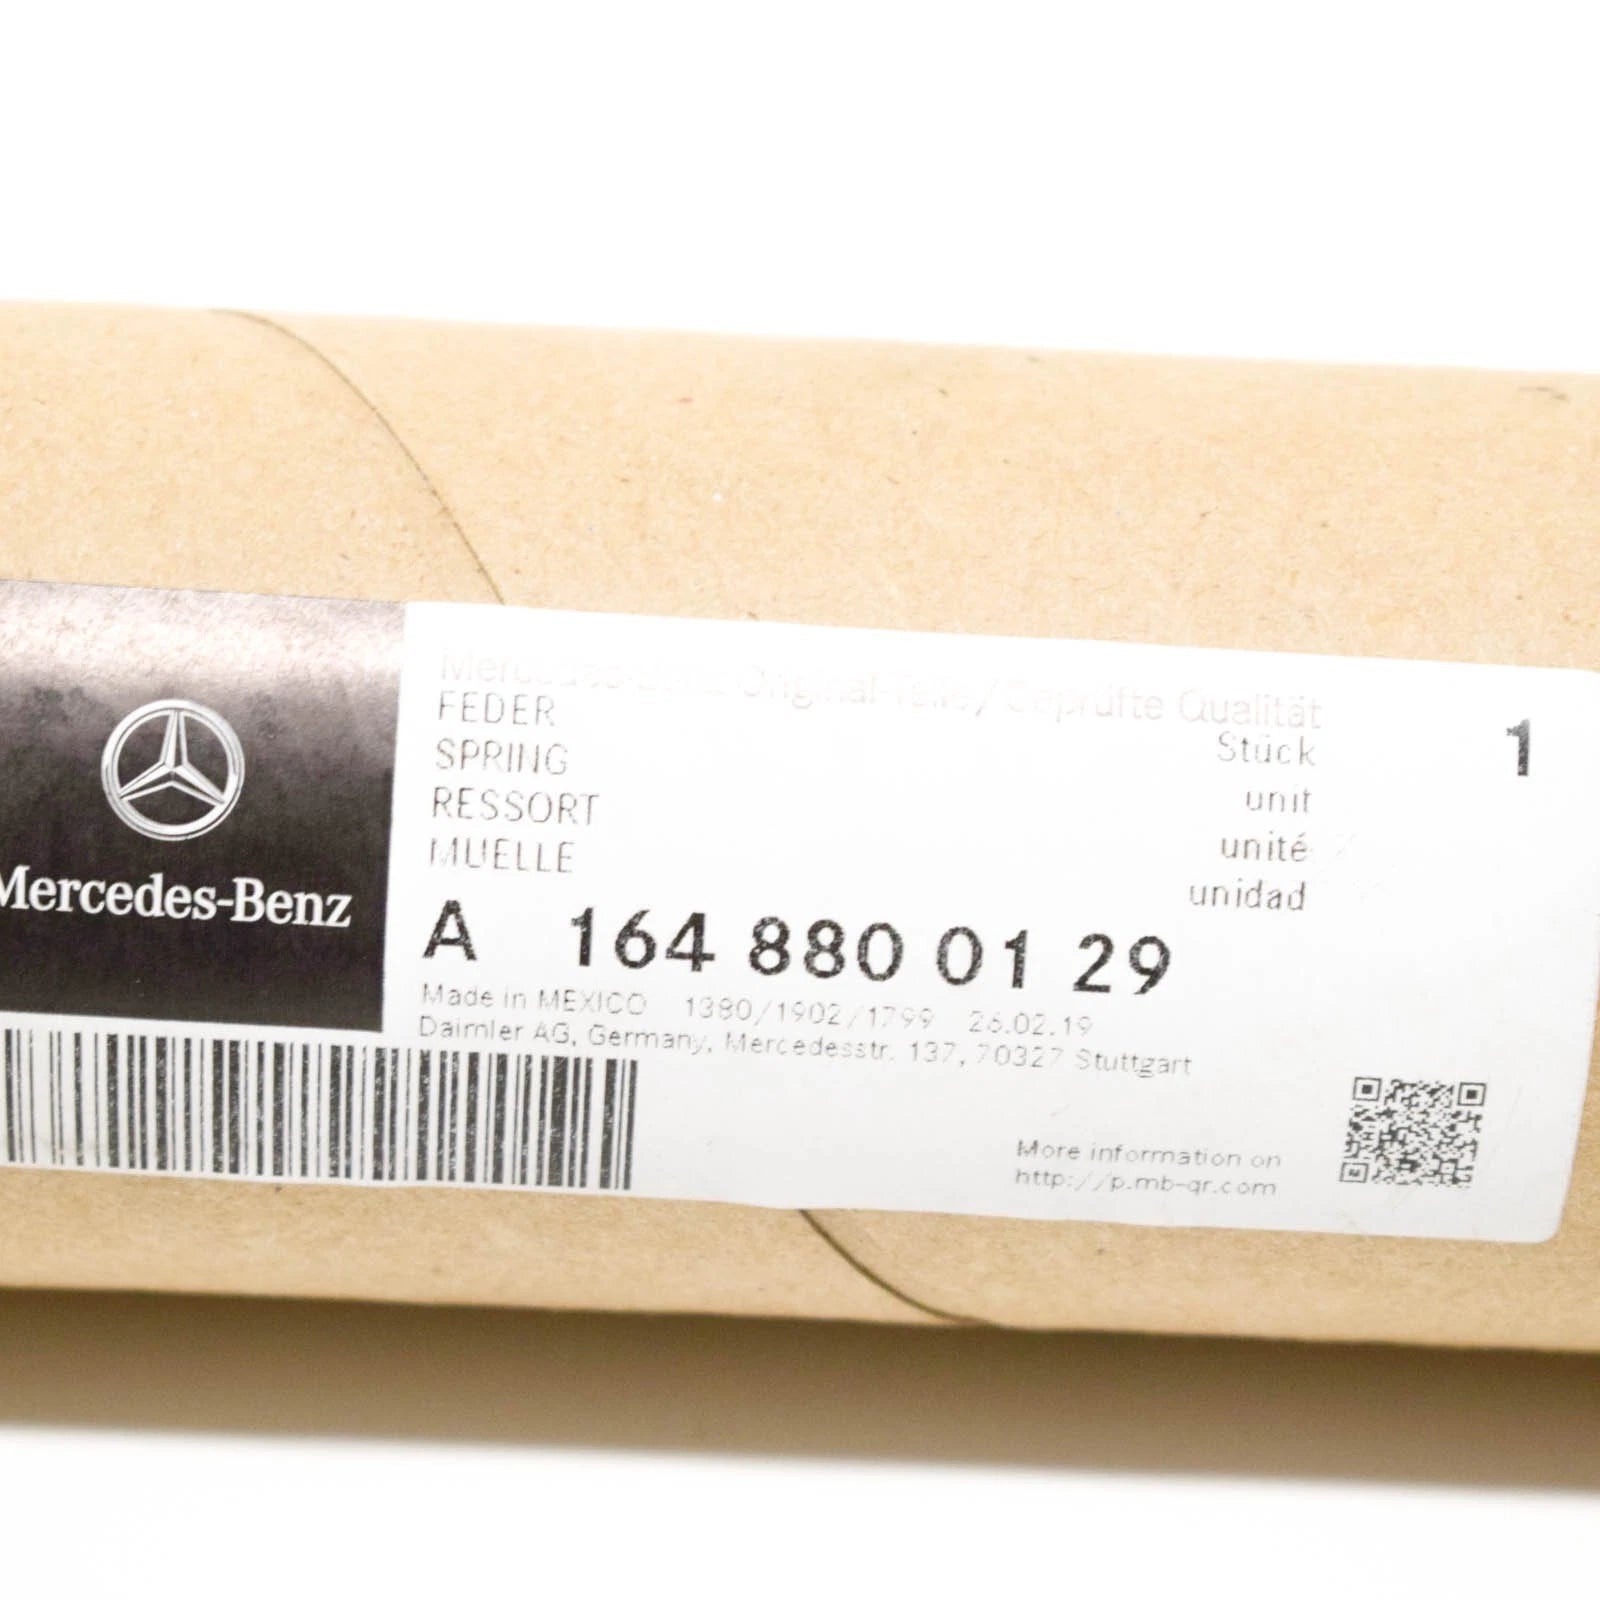 Mercedes-Benz
Mercedes-Benz Original-Teile/Geprüfte Qualität
FEDER
SPRING
RESSORT
MUELLE
Stück
unit
unité
unidad
1
A 164 880 01 29
Made in MEXICO 1380/1902/1799 26.02.19
Daimler AG, Germany, Mercedesstr. 137, 70327 Stuttgart
More information on
http://p.mb-qr.com